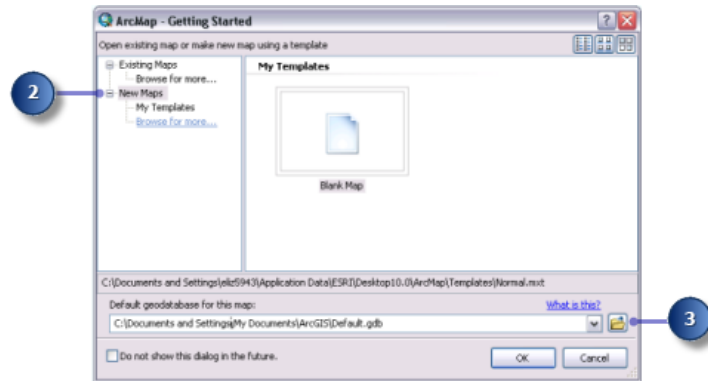 ArcMap - Getting Started
Open existing map or make new map using a template
Existing Maps
Browse for more...
New Maps
My Templates
Browse for more....
My Templates
Blank Map
C:\Documents and Settings\ekz5943\Application Data\ESRI\Desktop10.0\ArcMap\Templates\Normal.mxt
Default geodatabase for this map:
What is this?
C:\Documents and Settings\My Documents\ArcGIS\Default.gdb
Do not show this dialog in the future.
OK
Cancel
2
3